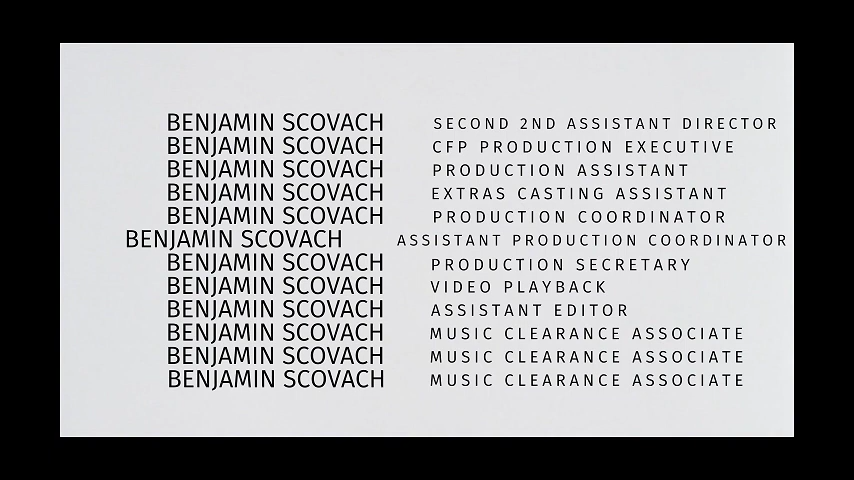 BENJAMIN SCOVACH SECOND 2ND ASSISTANT DIRECTOR
BENJAMIN SCOVACH CFP PRODUCTION EXECUTIVE
BENJAMIN SCOVACH PRODUCTION ASSISTANT
BENJAMIN SCOVACH EXTRAS CASTING ASSISTANT
BENJAMIN SCOVACH PRODUCTION COORDINATOR
BENJAMIN SCOVACH ASSISTANT PRODUCTION COORDINATOR
BENJAMIN SCOVACH PRODUCTION SECRETARY
BENJAMIN SCOVACH VIDEO PLAYBACK
BENJAMIN SCOVACH ASSISTANT EDITOR
BENJAMIN SCOVACH MUSIC CLEARANCE ASSOCIATE
BENJAMIN SCOVACH MUSIC CLEARANCE ASSOCIATE
BENJAMIN SCOVACH MUSIC CLEARANCE ASSOCIATE